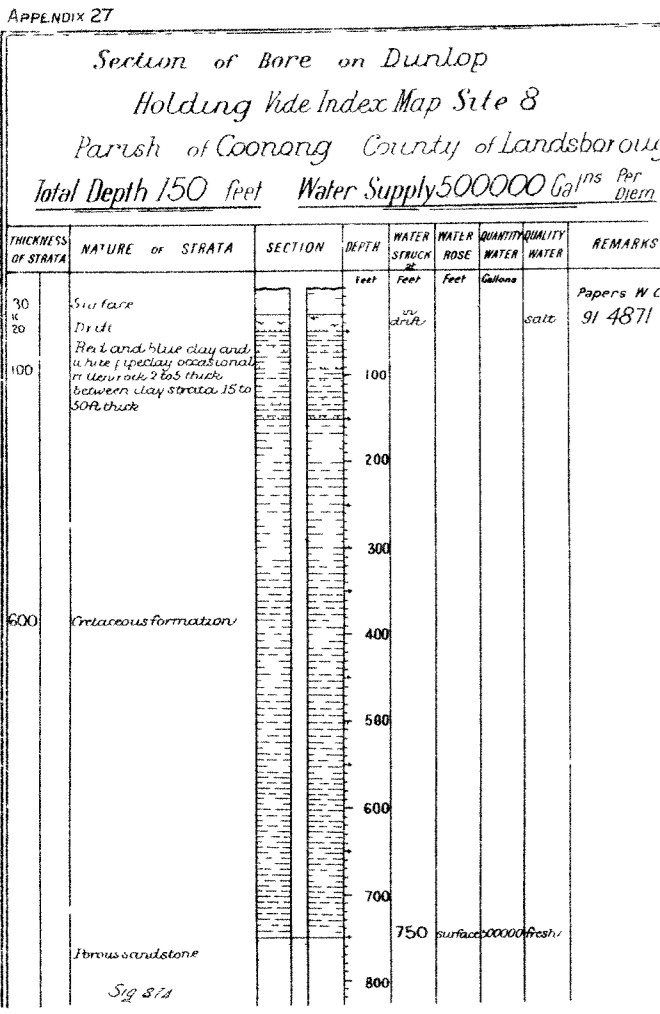 APPENDIX 27
Section of Bore on Dunlop
Holding Vide Index Map Site 8
Parish of Coonong County of Landsboroug
Total Depth 150 feet Water Supply 500000 Galns Per Diem
THICKNESS OF STRATA
NATURE OF STRATA
SECTION
DEPTH
WATER STRUCK at
WATER ROSE
QUANTITY WATER
QUALITY WATER
REMARKS
feet Feet Feet Gallons
Papers W C
30 Surface
in drift salt 91 4871
20 Drift
Red and blue clay and
white pipeclay occasional
100 rock 2 to 5 thick
between clay strata 15 to
50ft thick
100
200
300
600 Cretaceous formation
400
500
600
700
750 surface 500000 fresh
Porous sandstone
800